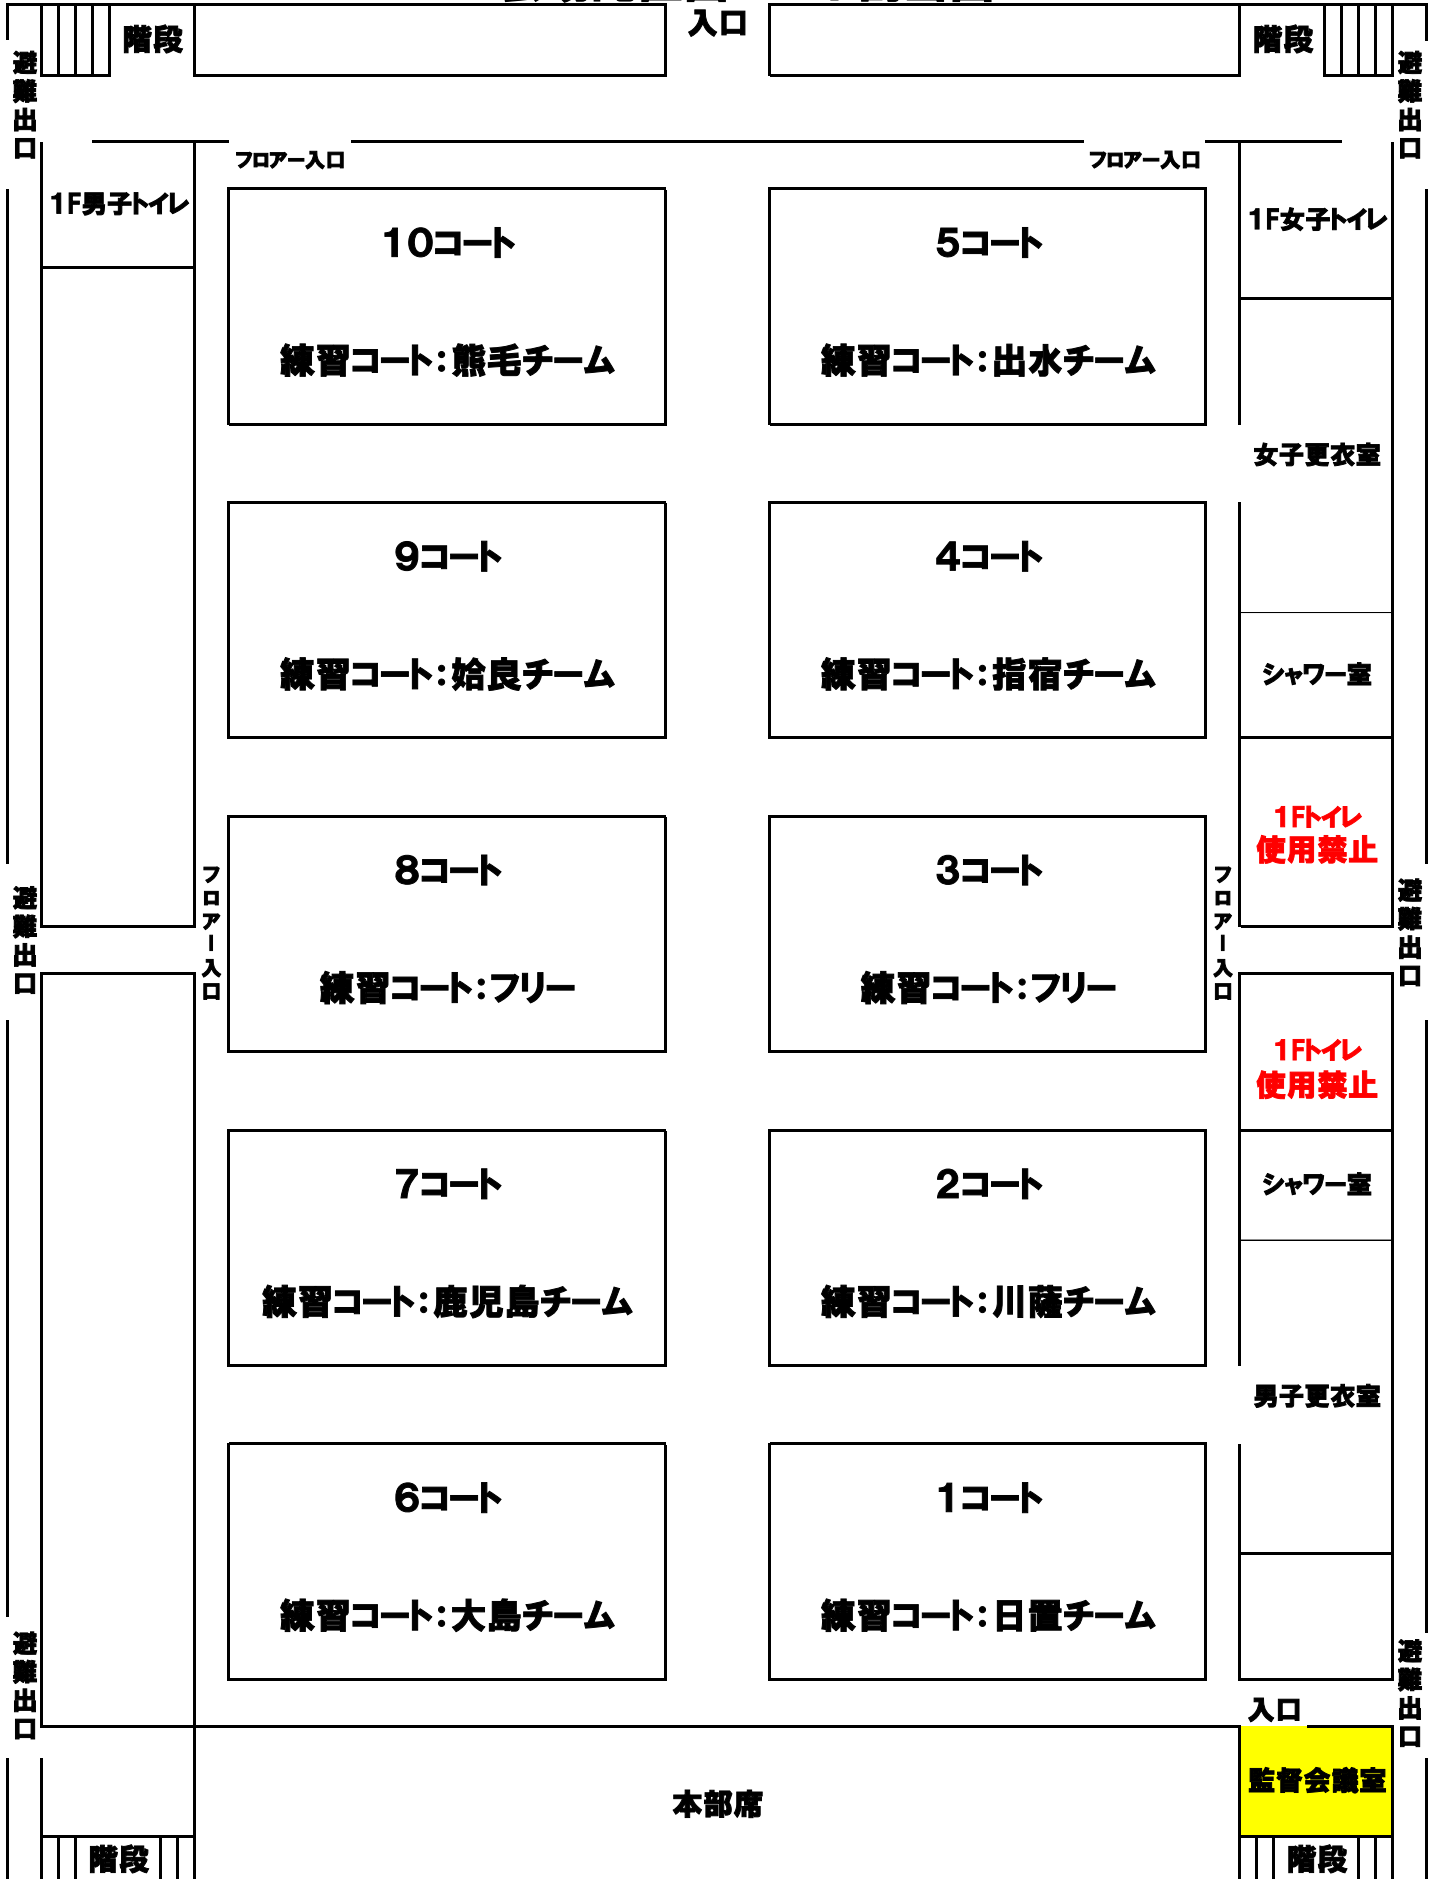 入口
階段
階段
避難出口
避難出口
フロアー入口
フロアー入口
1F男子トイレ
1F女子トイレ
10コート
5コート
練習コート：熊毛チーム
練習コート：出水チーム
女子更衣室
9コート
4コート
練習コート：姶良チーム
練習コート：指宿チーム
シャワー室
1Fトイレ
使用禁止
8コート
3コート
フロアー入口
フロアー入口
避難出口
避難出口
練習コート：フリー
練習コート：フリー
1Fトイレ
使用禁止
7コート
2コート
シャワー室
練習コート：鹿児島チーム
練習コート：川薩チーム
男子更衣室
6コート
1コート
練習コート：大島チーム
練習コート：日置チーム
避難出口
避難出口
入口
監督会議室
本部席
階段
階段